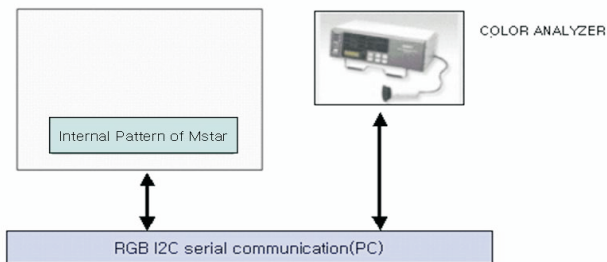 COLOR ANALYZER
Internal Pattern of Mstar
RGB I2C serial communication(PC)